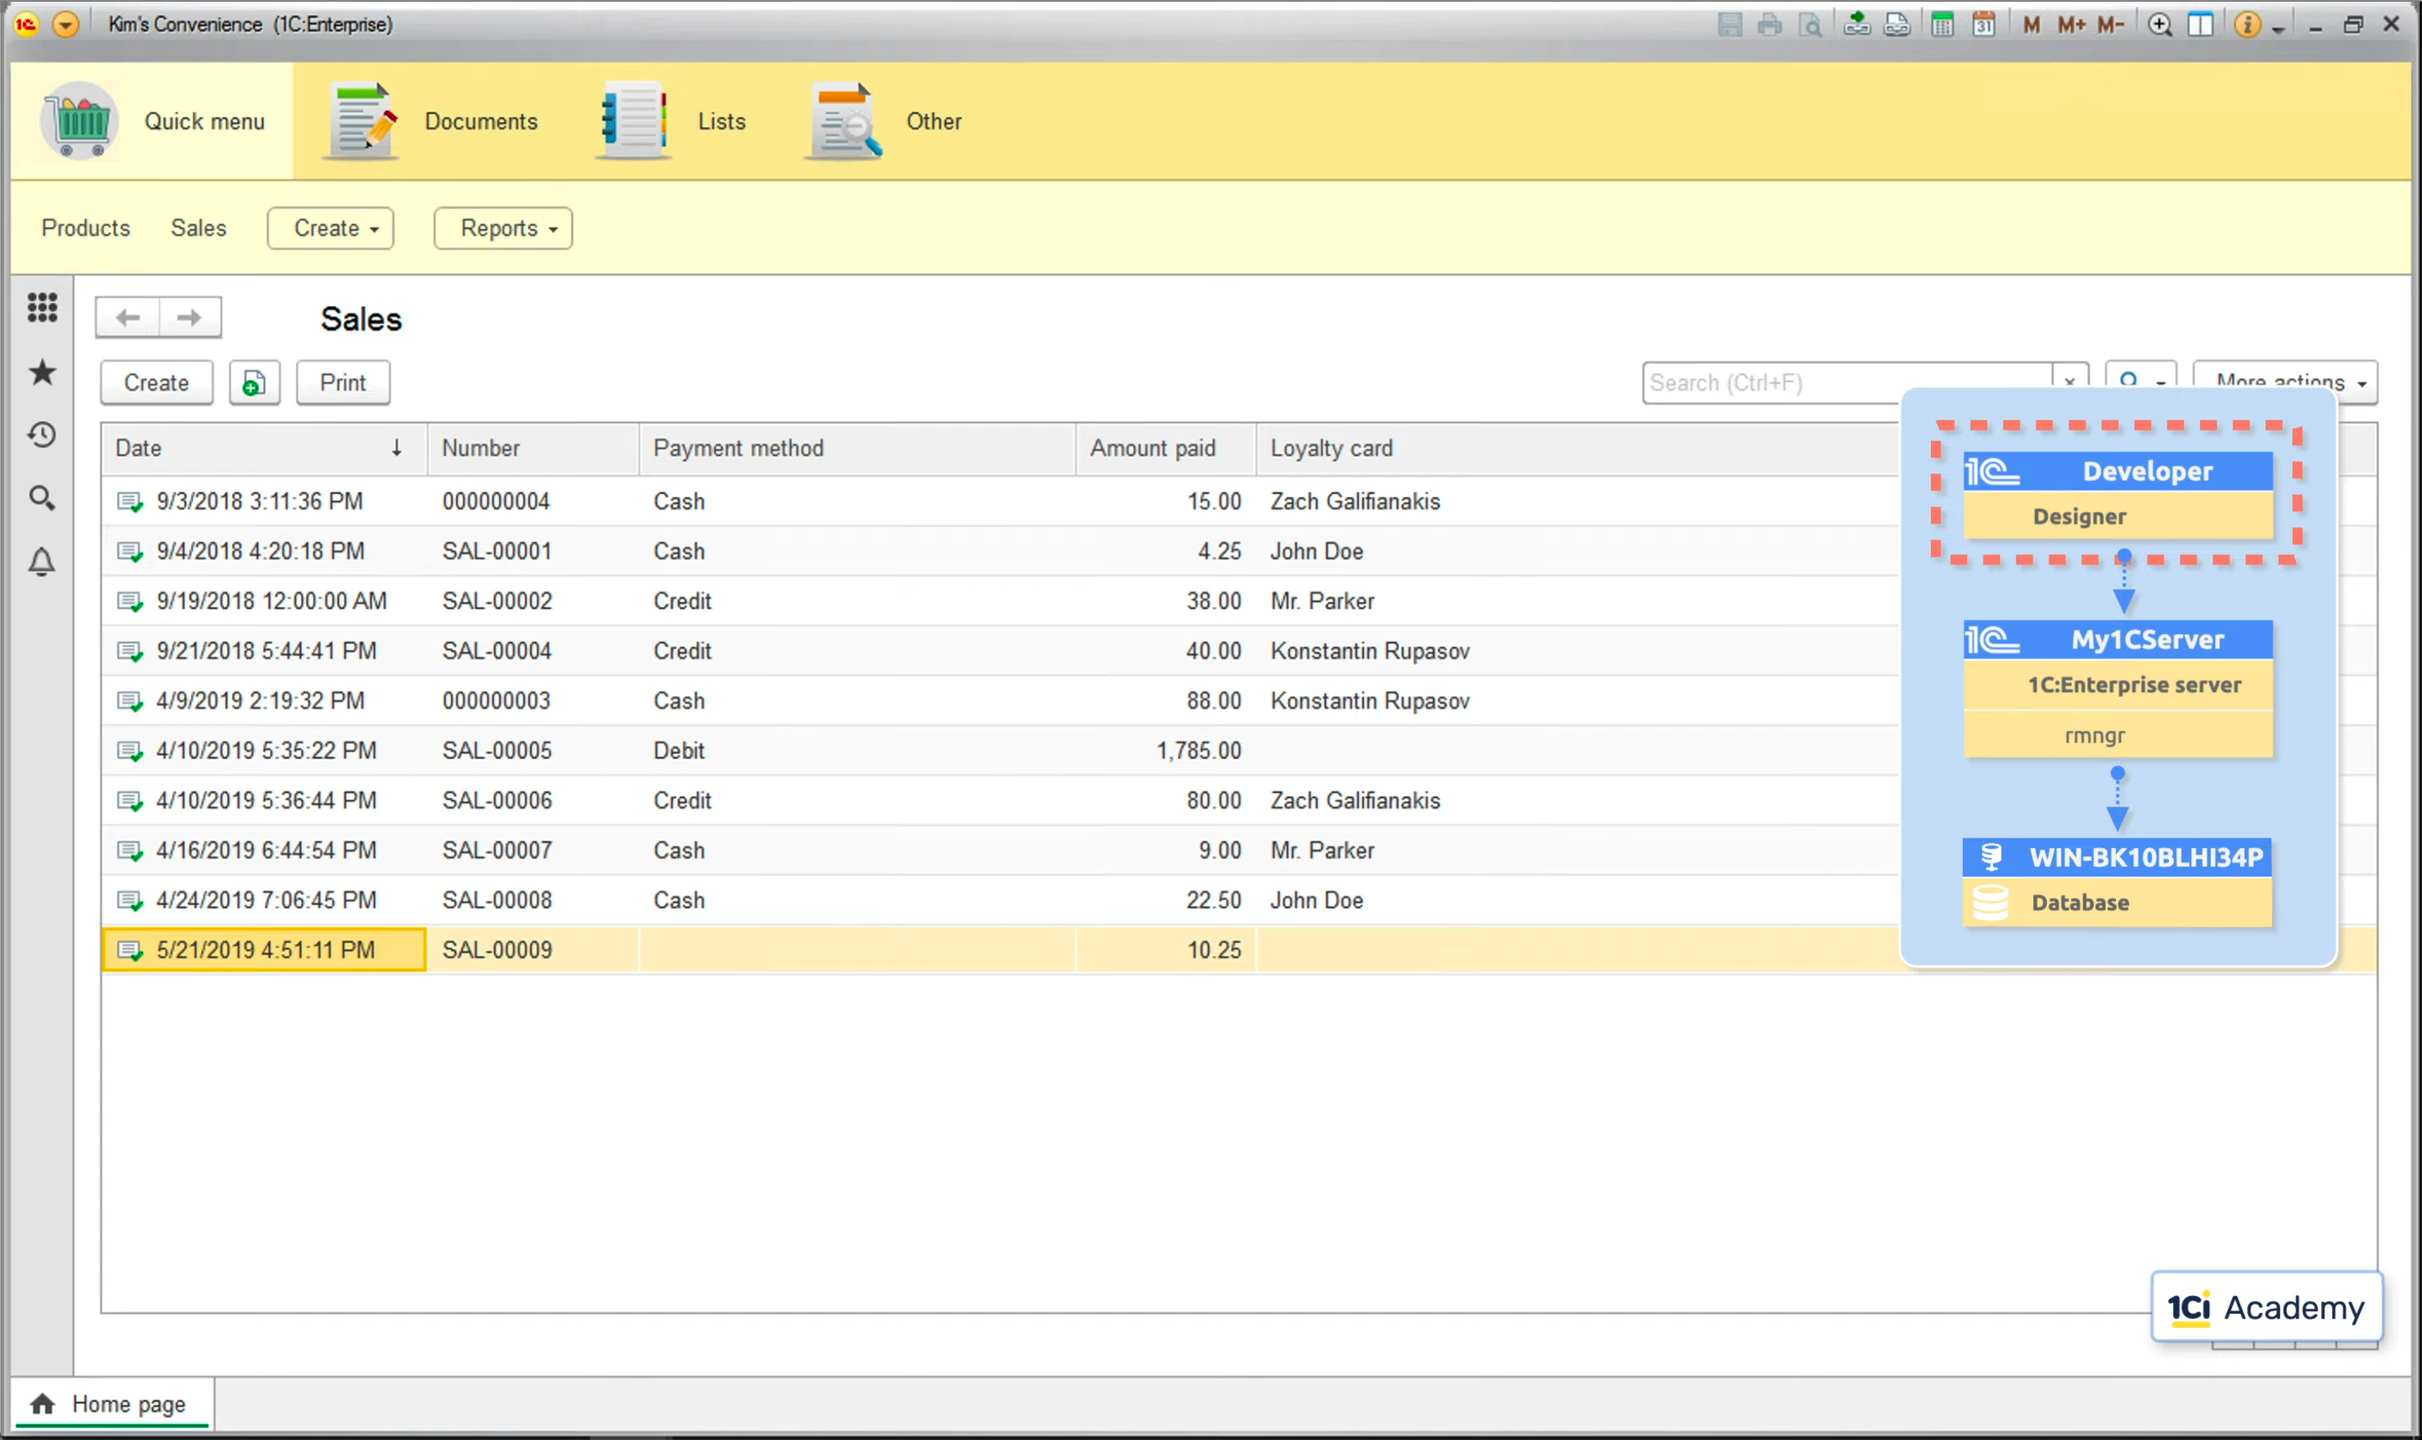 Kim's Convenience (1C:Enterprise)
M M+ M-
31
Quick menu Documents Lists Other
Products Sales Create Reports
Sales
Create Print Search (Ctrl+F) × More actions
Date ↓ Number Payment method Amount paid Loyalty card
9/3/2018 3:11:36 PM 000000004 Cash 15.00 Zach Galifianakis
9/4/2018 4:20:18 PM SAL-00001 Cash 4.25 John Doe
9/19/2018 12:00:00 AM SAL-00002 Credit 38.00 Mr. Parker
9/21/2018 5:44:41 PM SAL-00004 Credit 40.00 Konstantin Rupasov
4/9/2019 2:19:32 PM 000000003 Cash 88.00 Konstantin Rupasov
4/10/2019 5:35:22 PM SAL-00005 Debit 1,785.00
4/10/2019 5:36:44 PM SAL-00006 Credit 80.00 Zach Galifianakis
4/16/2019 6:44:54 PM SAL-00007 Cash 9.00 Mr. Parker
4/24/2019 7:06:45 PM SAL-00008 Cash 22.50 John Doe
5/21/2019 4:51:11 PM SAL-00009 10.25
1C Developer
Designer
1C My1CServer
1C:Enterprise server
rmngr
WIN-BK10BLHI34P
Database
1Ci Academy
Home page